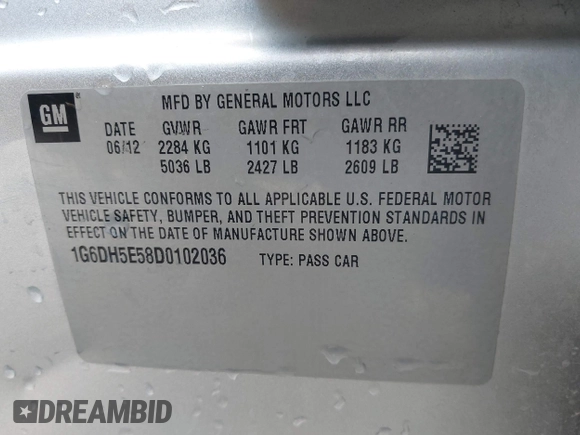 GM
MFD BY GENERAL MOTORS LLC
DATE GVWR GAWR FRT GAWR RR
06/12 2284 KG 1101 KG 1183 KG
5036 LB 2427 LB 2609 LB
THIS VEHICLE CONFORMS TO ALL APPLICABLE U.S. FEDERAL MOTOR
VEHICLE SAFETY, BUMPER, AND THEFT PREVENTION STANDARDS IN
EFFECT ON THE DATE OF MANUFACTURE SHOWN ABOVE.
1G6DH5E58D0102036 TYPE: PASS CAR
DREAMBID